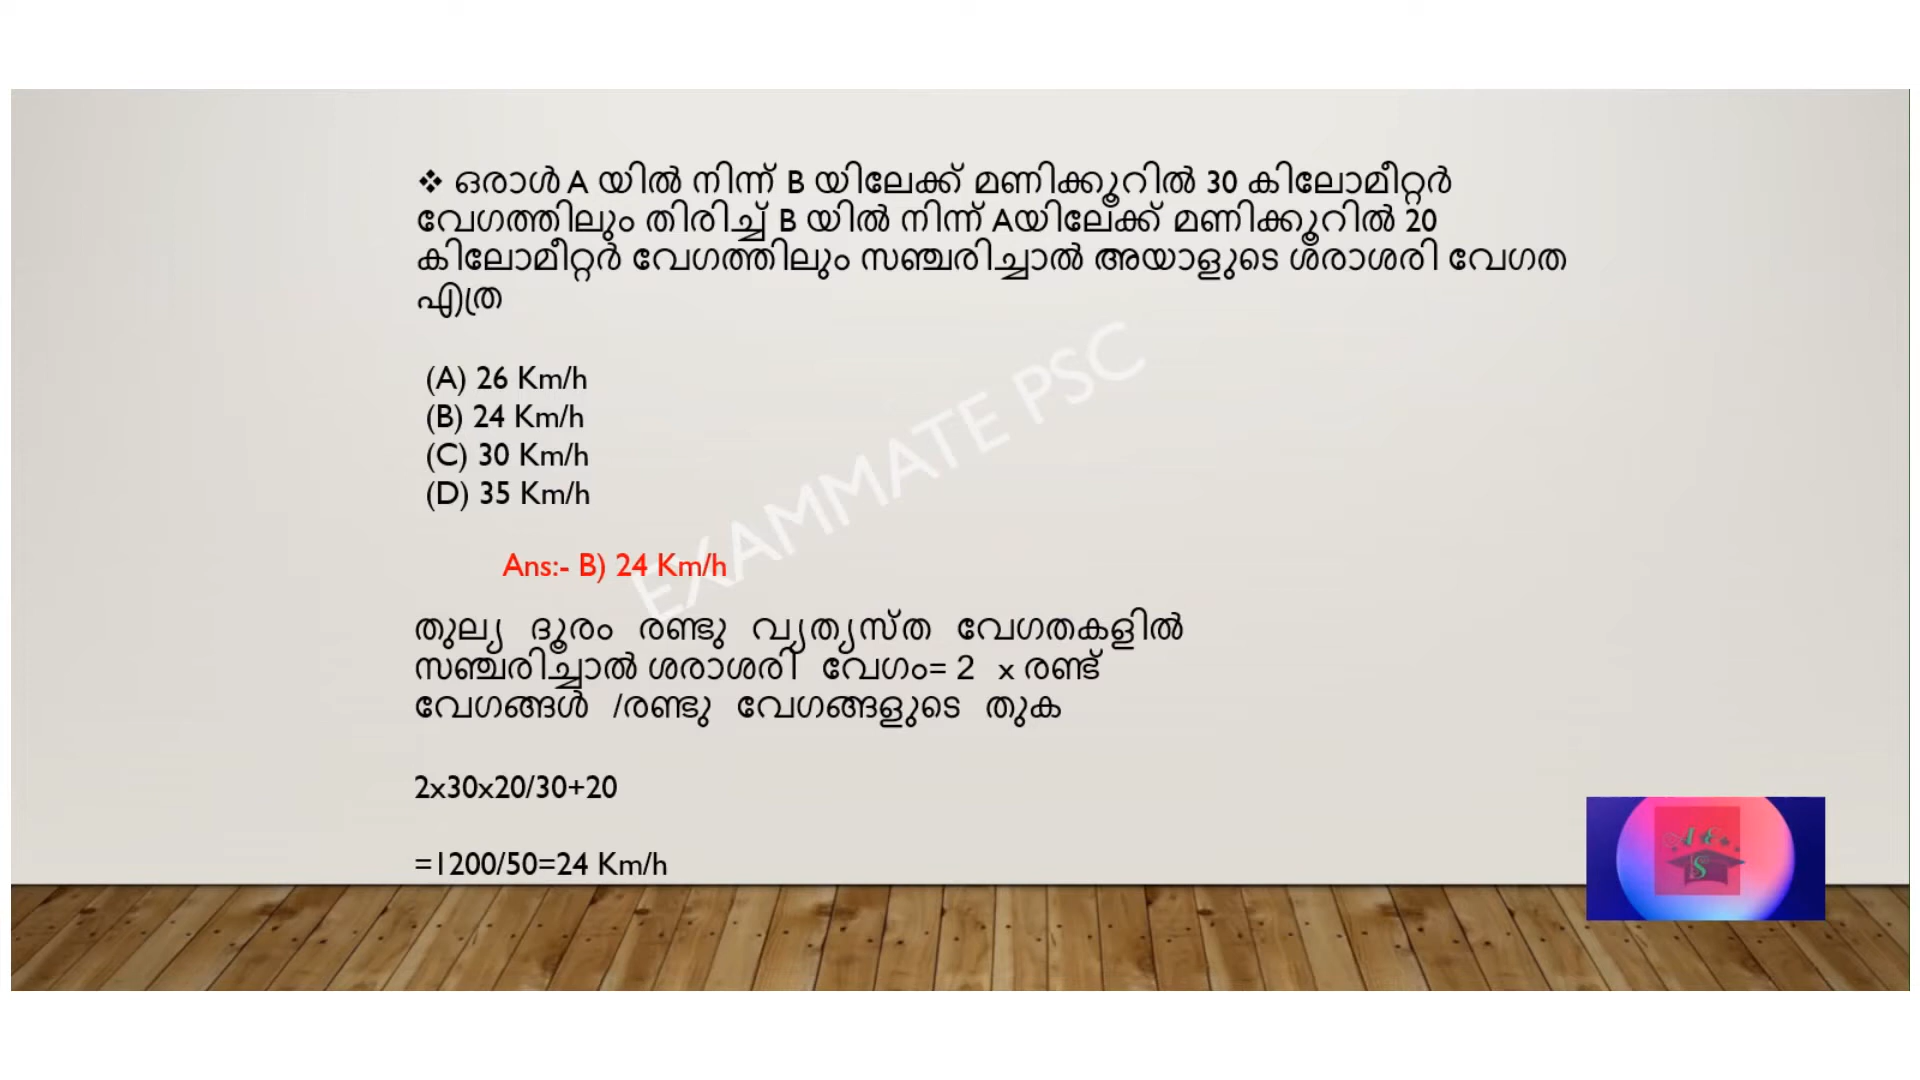 ❖ ഒരാൾ A യിൽ നിന്ന് B യിലേക്ക് മണിക്കൂറിൽ 30 കിലോമീറ്റർ
വേഗത്തിലും തിരിച്ച് B യിൽ നിന്ന് Aയിലേക്ക് മണിക്കൂറിൽ 20
കിലോമീറ്റർ വേഗത്തിലും സഞ്ചരിച്ചാൽ അയാളുടെ ശരാശരി വേഗത
എത്ര
(A) 26 Km/h
(B) 24 Km/h
(C) 30 Km/h
(D) 35 Km/h
EXAMMATE PSC
Ans:- B) 24 Km/h
തുല്യ ദൂരം രണ്ടു വ്യത്യസ്ത വേഗതകളിൽ
സഞ്ചരിച്ചാൽ ശരാശരി വേഗം= 2 x രണ്ട്
വേഗങ്ങൾ /രണ്ടു വേഗങ്ങളുടെ തുക
2x30x20/30+20
=1200/50=24 Km/h
A &
S